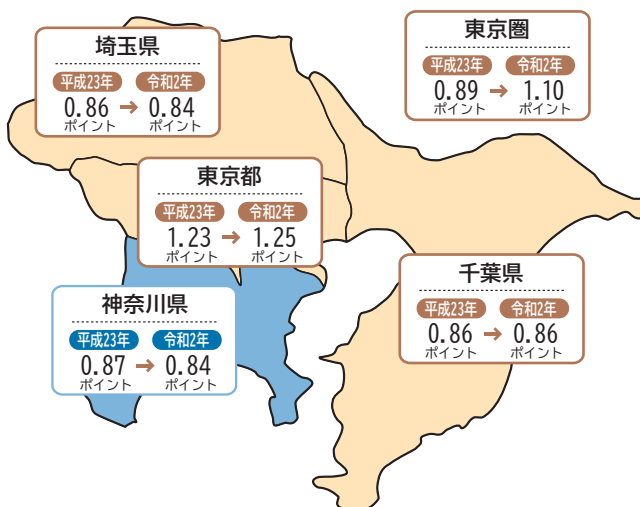 埼玉県
平成23年 令和2年
0.86 → 0.84
ポイント ポイント
東京圏
平成23年 令和2年
0.89 → 1.10
ポイント ポイント
東京都
平成23年 令和2年
1.23 → 1.25
ポイント ポイント
千葉県
平成23年 令和2年
0.86 → 0.86
ポイント ポイント
神奈川県
平成23年 令和2年
0.87 → 0.84
ポイント ポイント